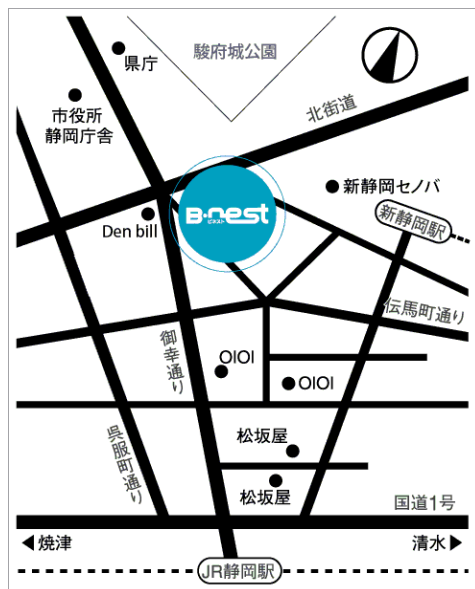 駿府城公園
県庁
市役所
静岡庁舎
北街道
新静岡セノバ
B-nest
ビネスト
Den bill
新静岡駅
伝馬町通り
御幸通り
OIOI
OIOI
呉服町通り
松坂屋
松坂屋
国道1号
焼津
清水
JR静岡駅